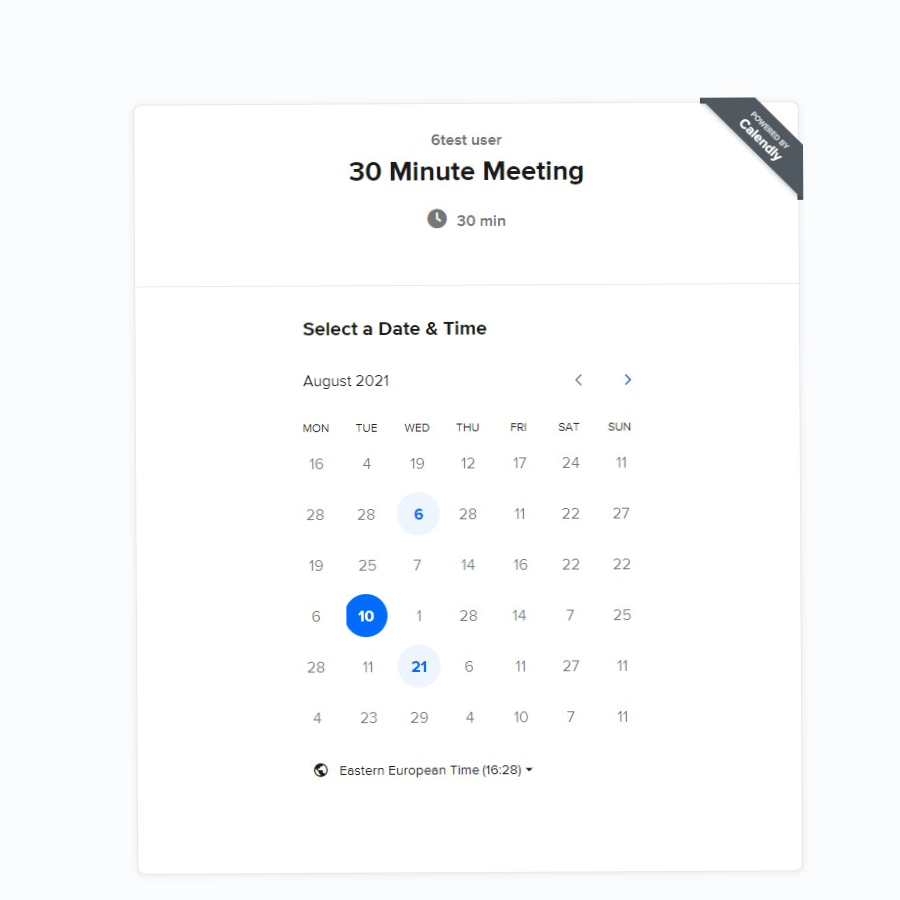 POWERED BY
Calendly
6test user
30 Minute Meeting
30 min
Select a Date & Time
August 2021
MON TUE WED THU FRI SAT SUN
16 4 19 12 17 24 11
28 28 6 28 11 22 27
19 25 7 14 16 22 22
6 10 1 28 14 7 25
28 11 21 6 11 27 11
4 23 29 4 10 7 11
Eastern European Time (16:28)